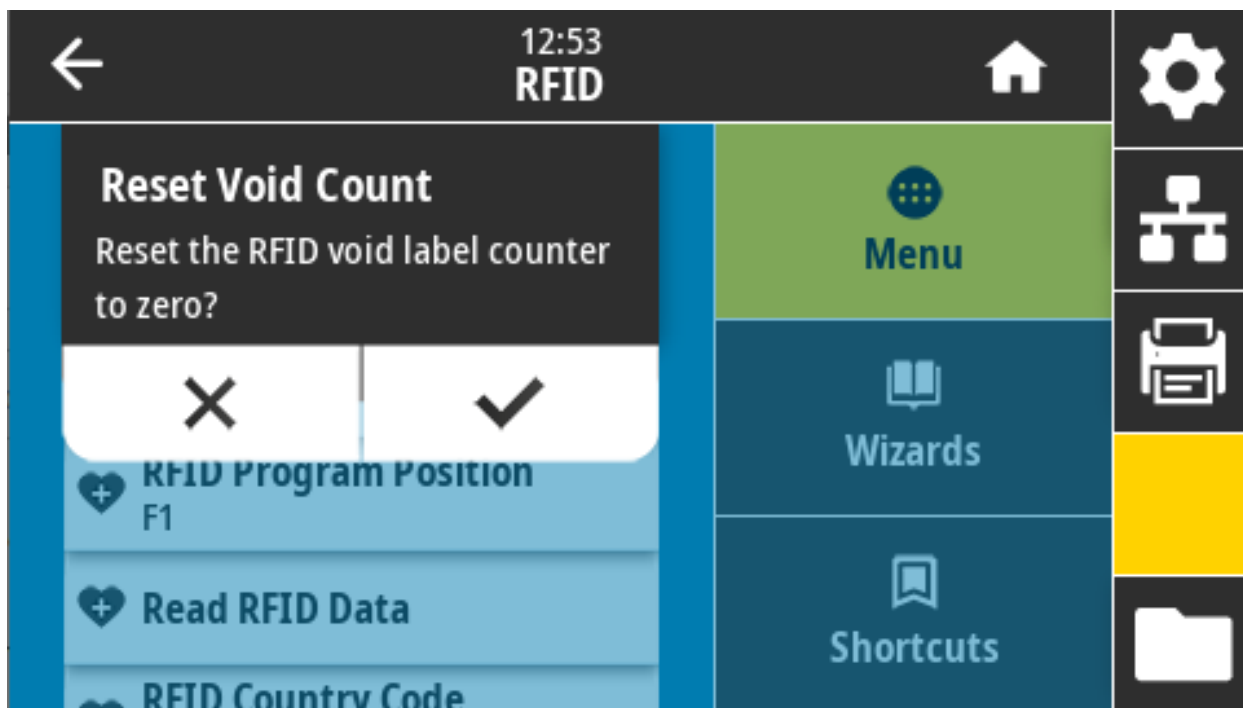 12:53
RFID
Reset Void Count
Reset the RFID void label counter
to zero?
RFID Program Position
F1
Read RFID Data
RFID Country Code
Menu
Wizards
Shortcuts